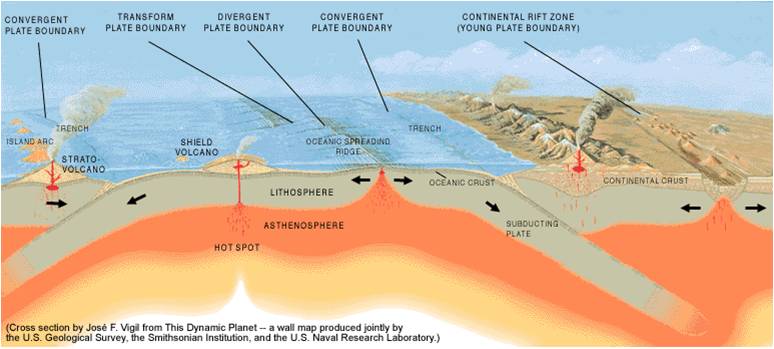 CONVERGENT
PLATE BOUNDARY
TRANSFORM
PLATE BOUNDARY
DIVERGENT
PLATE BOUNDARY
CONVERGENT
PLATE BOUNDARY
CONTINENTAL RIFT ZONE
(YOUNG PLATE BOUNDARY)
TRENCH
ISLAND ARC
STRATO-
VOLCANO
SHIELD
VOLCANO
OCEANIC SPREADING
RIDGE
TRENCH
OCEANIC CRUST
CONTINENTAL CRUST
LITHOSPHERE
ASTHENOSPHERE
HOT SPOT
SUBDUCTING
PLATE
(Cross section by José F. Vigil from This Dynamic Planet -- a wall map produced jointly by
the U.S. Geological Survey, the Smithsonian Institution, and the U.S. Naval Research Laboratory.)